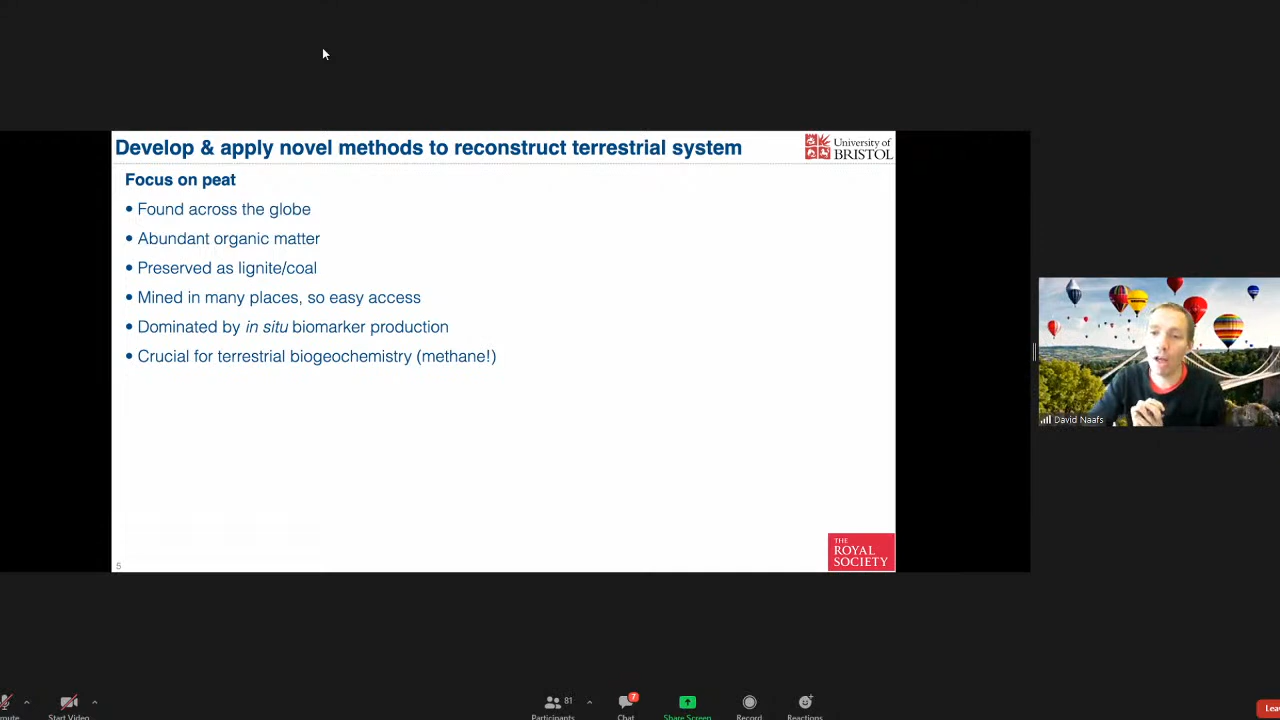 Develop & apply novel methods to reconstruct terrestrial system
University of
BRISTOL
Focus on peat
• Found across the globe
• Abundant organic matter
• Preserved as lignite/coal
• Mined in many places, so easy access
• Dominated by in situ biomarker production
• Crucial for terrestrial biogeochemistry (methane!)
David Naafs
THE
ROYAL
SOCIETY
5
81
7
mute
Start Video
Participants
Chat
Share Screen
Record
Reactions
Lea